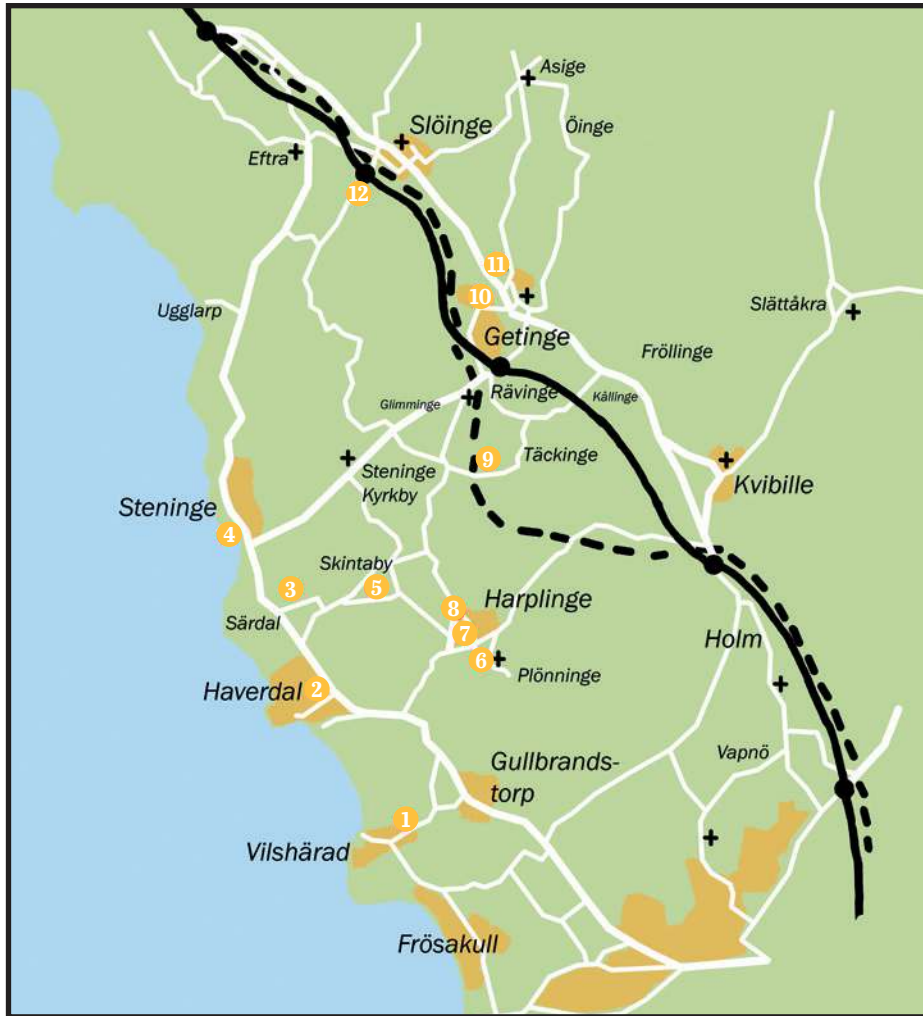 Asige
Slöinge
Öinge
Eftra
12
11
10
Ugglarp
Slättåkra
Getinge
Fröllinge
Rävinge
Kållinge
Glimminge
9
Täckinge
Steninge
Kyrkby
Kvibille
Steninge
4
Skintaby
5
3
8
Harplinge
Särdal
7
6
Holm
Plönninge
Haverdal
2
Vapnö
Gullbrands-
torp
1
Vilshärad
Frösakull